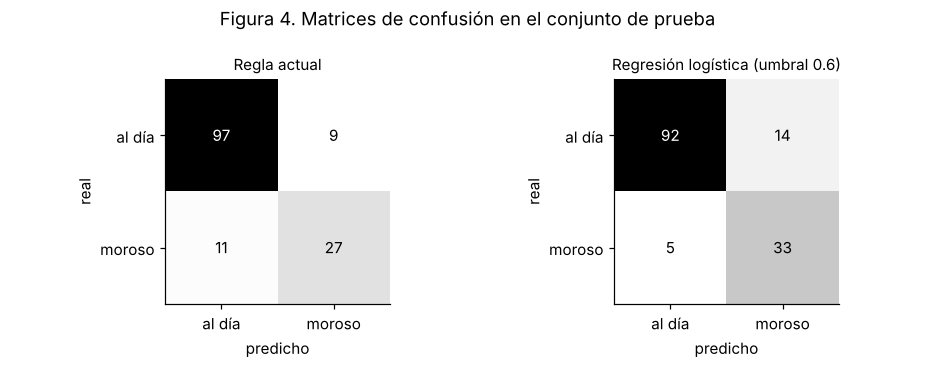 Figura 4. Matrices de confusión en el conjunto de prueba
Regla actual
real
al día
97
9
moroso
11
27
al día
moroso
predicho
Regresión logística (umbral 0.6)
real
al día
92
14
moroso
5
33
al día
moroso
predicho